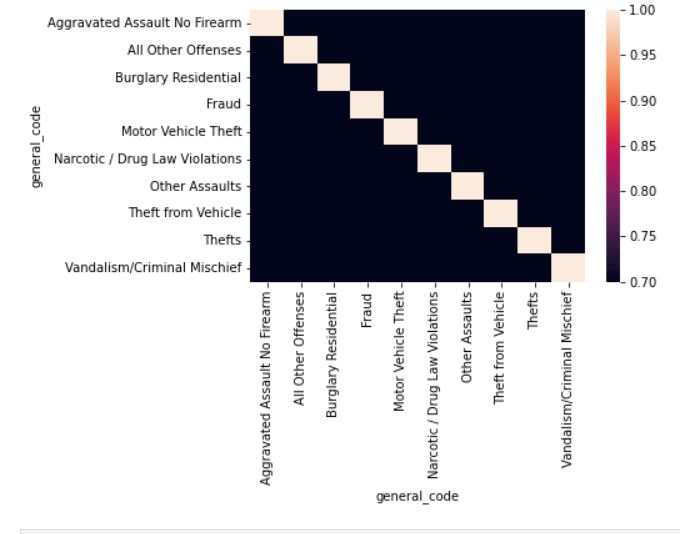 Aggravated Assault No Firearm
All Other Offenses
Burglary Residential
Fraud
Motor Vehicle Theft
Narcotic / Drug Law Violations
Other Assaults
Theft from Vehicle
Thefts
Vandalism/Criminal Mischief
general_code
Aggravated Assault No Firearm
All Other Offenses
Burglary Residential
Fraud
Motor Vehicle Theft
Narcotic / Drug Law Violations
Other Assaults
Theft from Vehicle
Thefts
Vandalism/Criminal Mischief
general_code
1.00
0.95
0.90
0.85
0.80
0.75
0.70